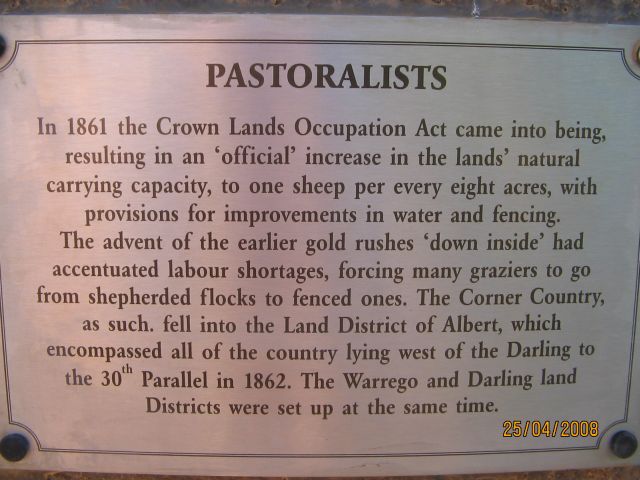 PASTORALISTS
In 1861 the Crown Lands Occupation Act came into being,
resulting in an ‘official’ increase in the lands’ natural
carrying capacity, to one sheep per every eight acres, with
provisions for improvements in water and fencing.
The advent of the earlier gold rushes ‘down inside’ had
accentuated labour shortages, forcing many graziers to go
from shepherded flocks to fenced ones. The Corner Country,
as such. fell into the Land District of Albert, which
encompassed all of the country lying west of the Darling to
the 30th Parallel in 1862. The Warrego and Darling land
Districts were set up at the same time.
25/04/2008